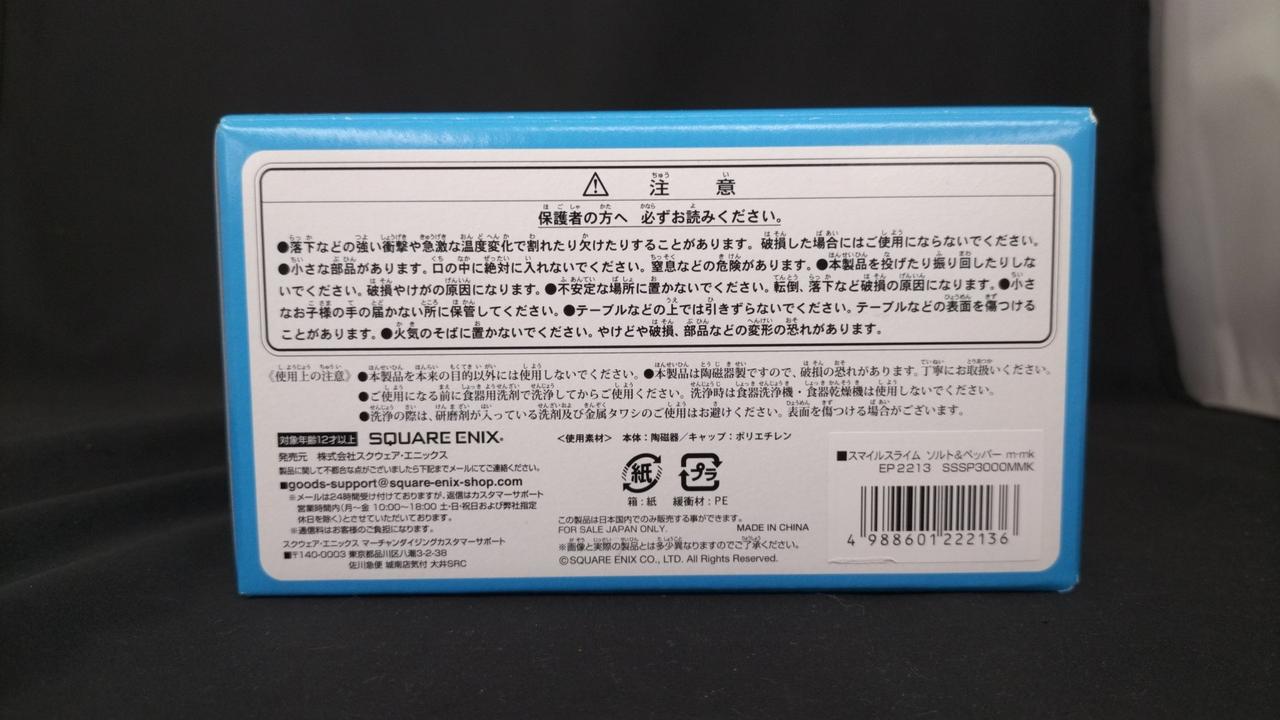 ⚠ 注意
保護者の方へ 必ずお読みください。
●落下などの強い衝撃や急激な温度変化で割れたり欠けたりすることがあります。破損した場合にはご使用にならないでください。
●小さな部品があります。口の中に絶対に入れないでください。窒息などの危険があります。●本製品を投げたり振り回したりしな
いでください。破損やけがの原因になります。●不安定な場所に置かないでください。転倒、落下など破損の原因になります。●小さ
なお子様の手の届かない所に保管してください。●テーブルなどの上では引きずらないでください。テーブルなどの表面を傷つける
ことがあります。●火気のそばに置かないでください。やけどや破損、部品などの変形の恐れがあります。
《使用上の注意》●本製品を本来の目的以外には使用しないでください。●本製品は陶磁器製ですので、破損の恐れがあります。丁寧にお取扱いください。
●ご使用になる前に食器用洗剤で洗浄してからご使用ください。洗浄時は食器洗浄機・食器乾燥機は使用しないでください。
●洗浄の際は、研磨剤が入っている洗剤及び金属タワシのご使用はお避けください。表面を傷つける場合がございます。
対象年齢12才以上 SQUARE ENIX®
発売元 株式会社スクウェア・エニックス
製品に関して不都合な点がございましたら下記までメールにてご連絡ください。
■goods-support@square-enix-shop.com
※メールは24時間受け付けておりますが、返信はカスタマーサポート
営業時間内(月〜金 10:00〜18:00 土・日・祝日および弊社指定
休日を除く)とさせていただいております。
※通信料はお客様のご負担になります。
スクウェア・エニックス マーチャンダイジングカスタマーサポート
■〒140-0003 東京都品川区八潮3-2-38
佐川急便 城南店気付 大井SRC
<使用素材> 本体:陶磁器/キャップ:ポリエチレン
紙 プラ
箱:紙 緩衝材:PE
この製品は日本国内でのみ販売する事ができます。
FOR SALE JAPAN ONLY. MADE IN CHINA
※画像と実際の製品とは多少異なりますのでご了承ください。
©SQUARE ENIX CO., LTD. All Rights Reserved.
■スマイルスライム ソルト&ペッパー m-mk
EP2213 SSSP3000MMK
4 988601 222136